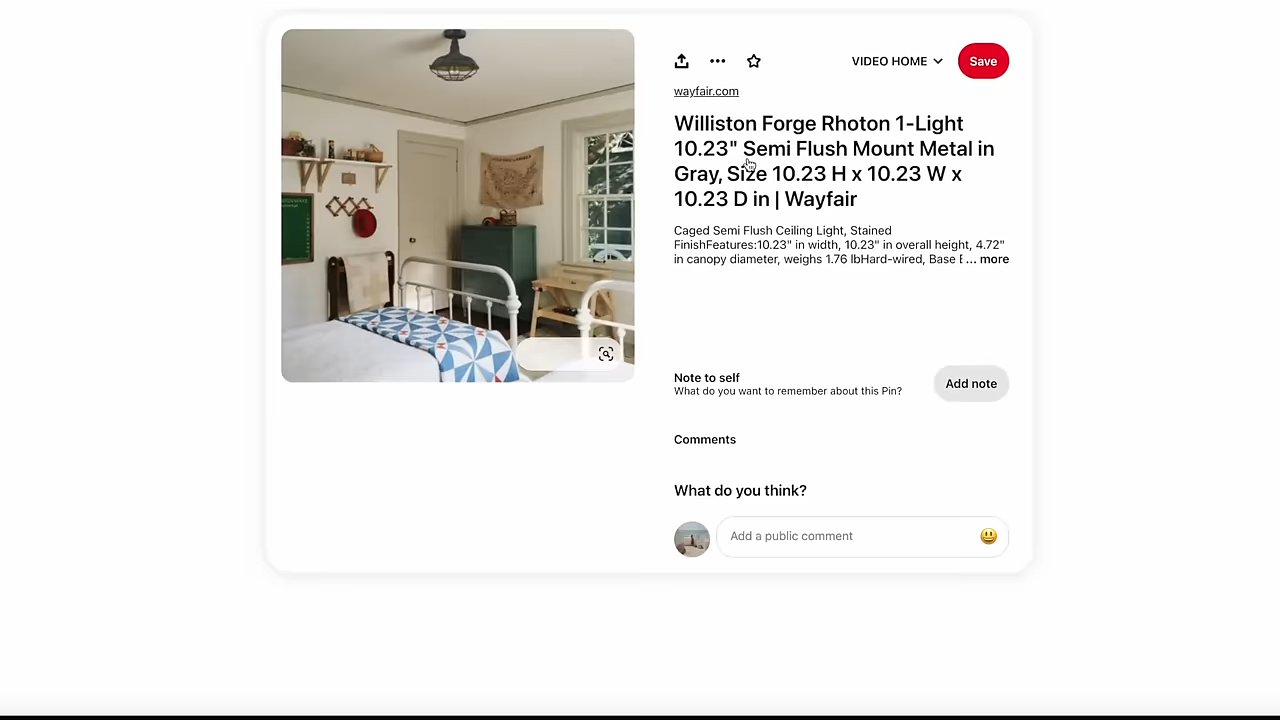 VIDEO HOME
Save
wayfair.com
Williston Forge Rhoton 1-Light
10.23" Semi Flush Mount Metal in
Gray, Size 10.23 H x 10.23 W x
10.23 D in | Wayfair
Caged Semi Flush Ceiling Light, Stained
FinishFeatures:10.23" in width, 10.23" in overall height, 4.72"
in canopy diameter, weighs 1.76 lbHard-wired, Base ... more
Note to self
What do you want to remember about this Pin?
Add note
Comments
What do you think?
Add a public comment